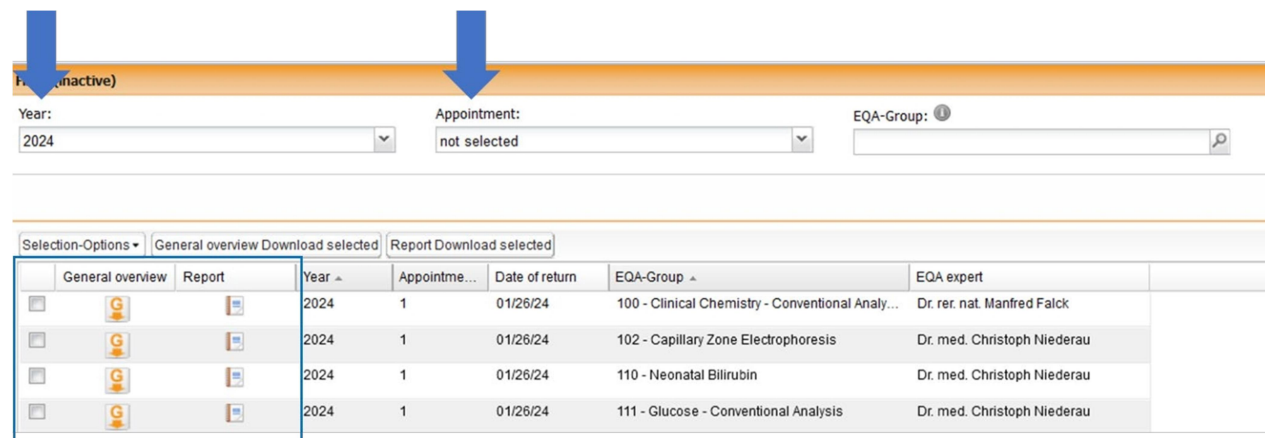 (inactive)
Year: Appointment: EQA-Group:
2024 not selected
Selection-Options General overview Download selected Report Download selected
General overview Report Year Appointme... Date of return EQA-Group EQA expert
G 2024 1 01/26/24 100 - Clinical Chemistry - Conventional Analy... Dr. rer. nat. Manfred Falck
G 2024 1 01/26/24 102 - Capillary Zone Electrophoresis Dr. med. Christoph Niederau
G 2024 1 01/26/24 110 - Neonatal Bilirubin Dr. med. Christoph Niederau
G 2024 1 01/26/24 111 - Glucose - Conventional Analysis Dr. med. Christoph Niederau